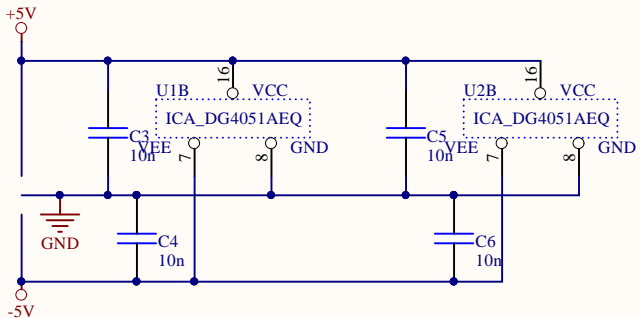 +5V
16
16
U1B
VCC
U2B
VCC
ICA_DG4051AEQ
ICA_DG4051AEQ
C3
10n
VEE
7
8
GND
C5
10n
VEE
7
8
GND
GND
C4
10n
C6
10n
-5V